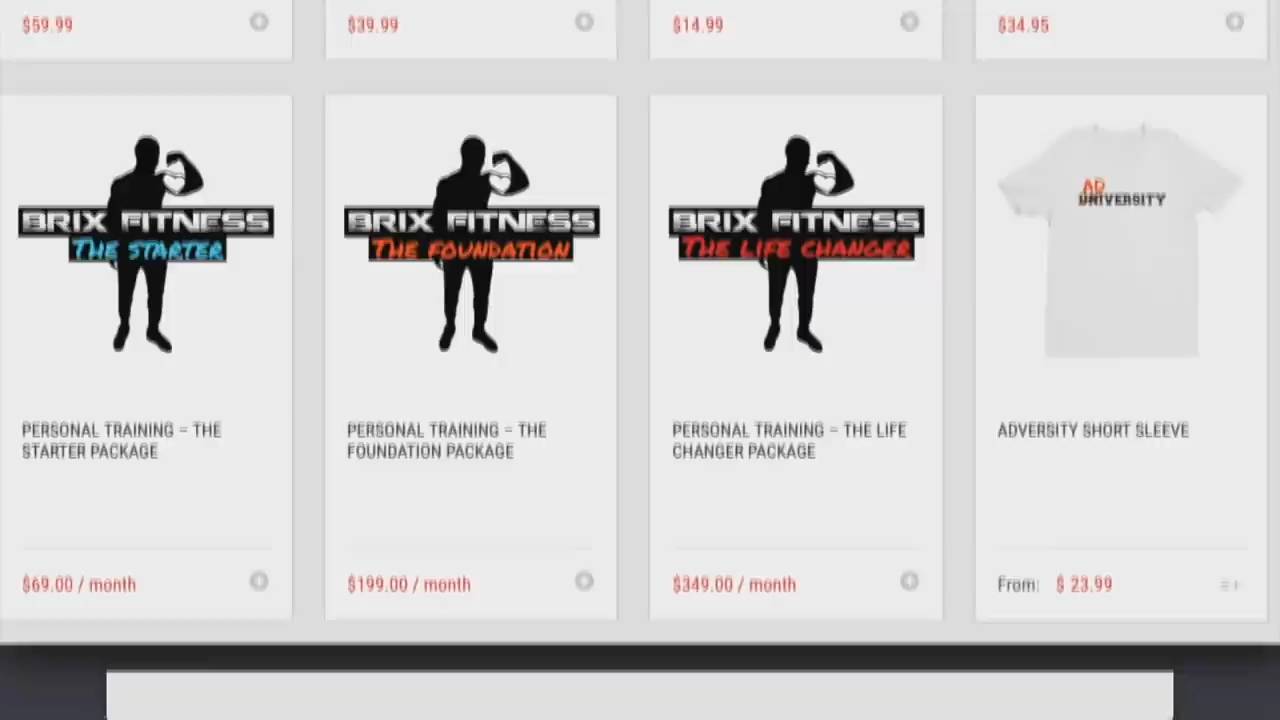 $59.99
$39.99
$14.99
$34.95
BRIX FITNESS
THE STARTER
BRIX FITNESS
THE FOUNDATION
BRIX FITNESS
THE LIFE CHANGER
AD
UNIVERSITY
PERSONAL TRAINING – THE
STARTER PACKAGE
PERSONAL TRAINING – THE
FOUNDATION PACKAGE
PERSONAL TRAINING – THE LIFE
CHANGER PACKAGE
ADVERSITY SHORT SLEEVE
$69.00 / month
$199.00 / month
$349.00 / month
From: $ 23.99